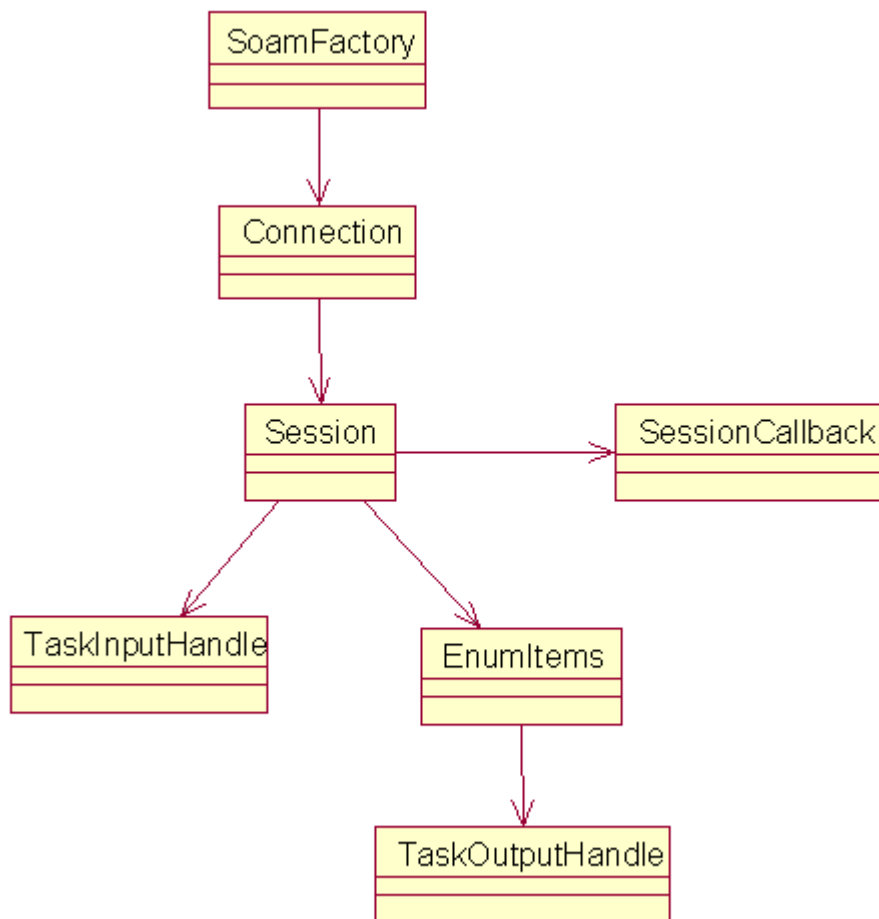 SoamFactory
Connection
Session
SessionCallback
TaskInputHandle
EnumItems
TaskOutputHandle